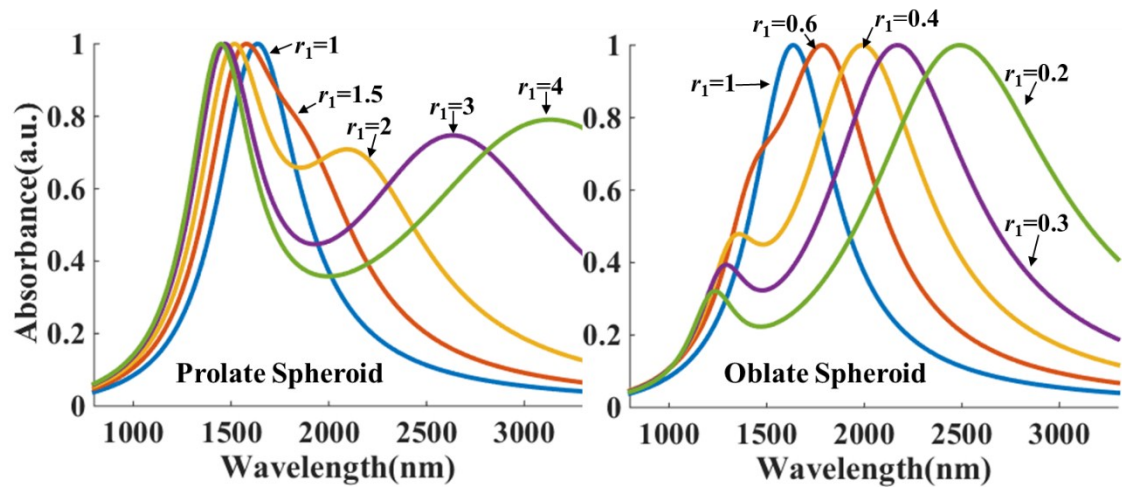 r1=1
r1=1.5
r1=2
r1=3
r1=4
Prolate Spheroid
Absorbance(a.u.)
1
0.8
0.6
0.4
0.2
0
1000 1500 2000 2500 3000
Wavelength(nm)
r1=0.6
r1=0.4
r1=1
r1=0.2
r1=0.3
Oblate Spheroid
1
0.8
0.6
0.4
0.2
0
1000 1500 2000 2500 3000
Wavelength(nm)